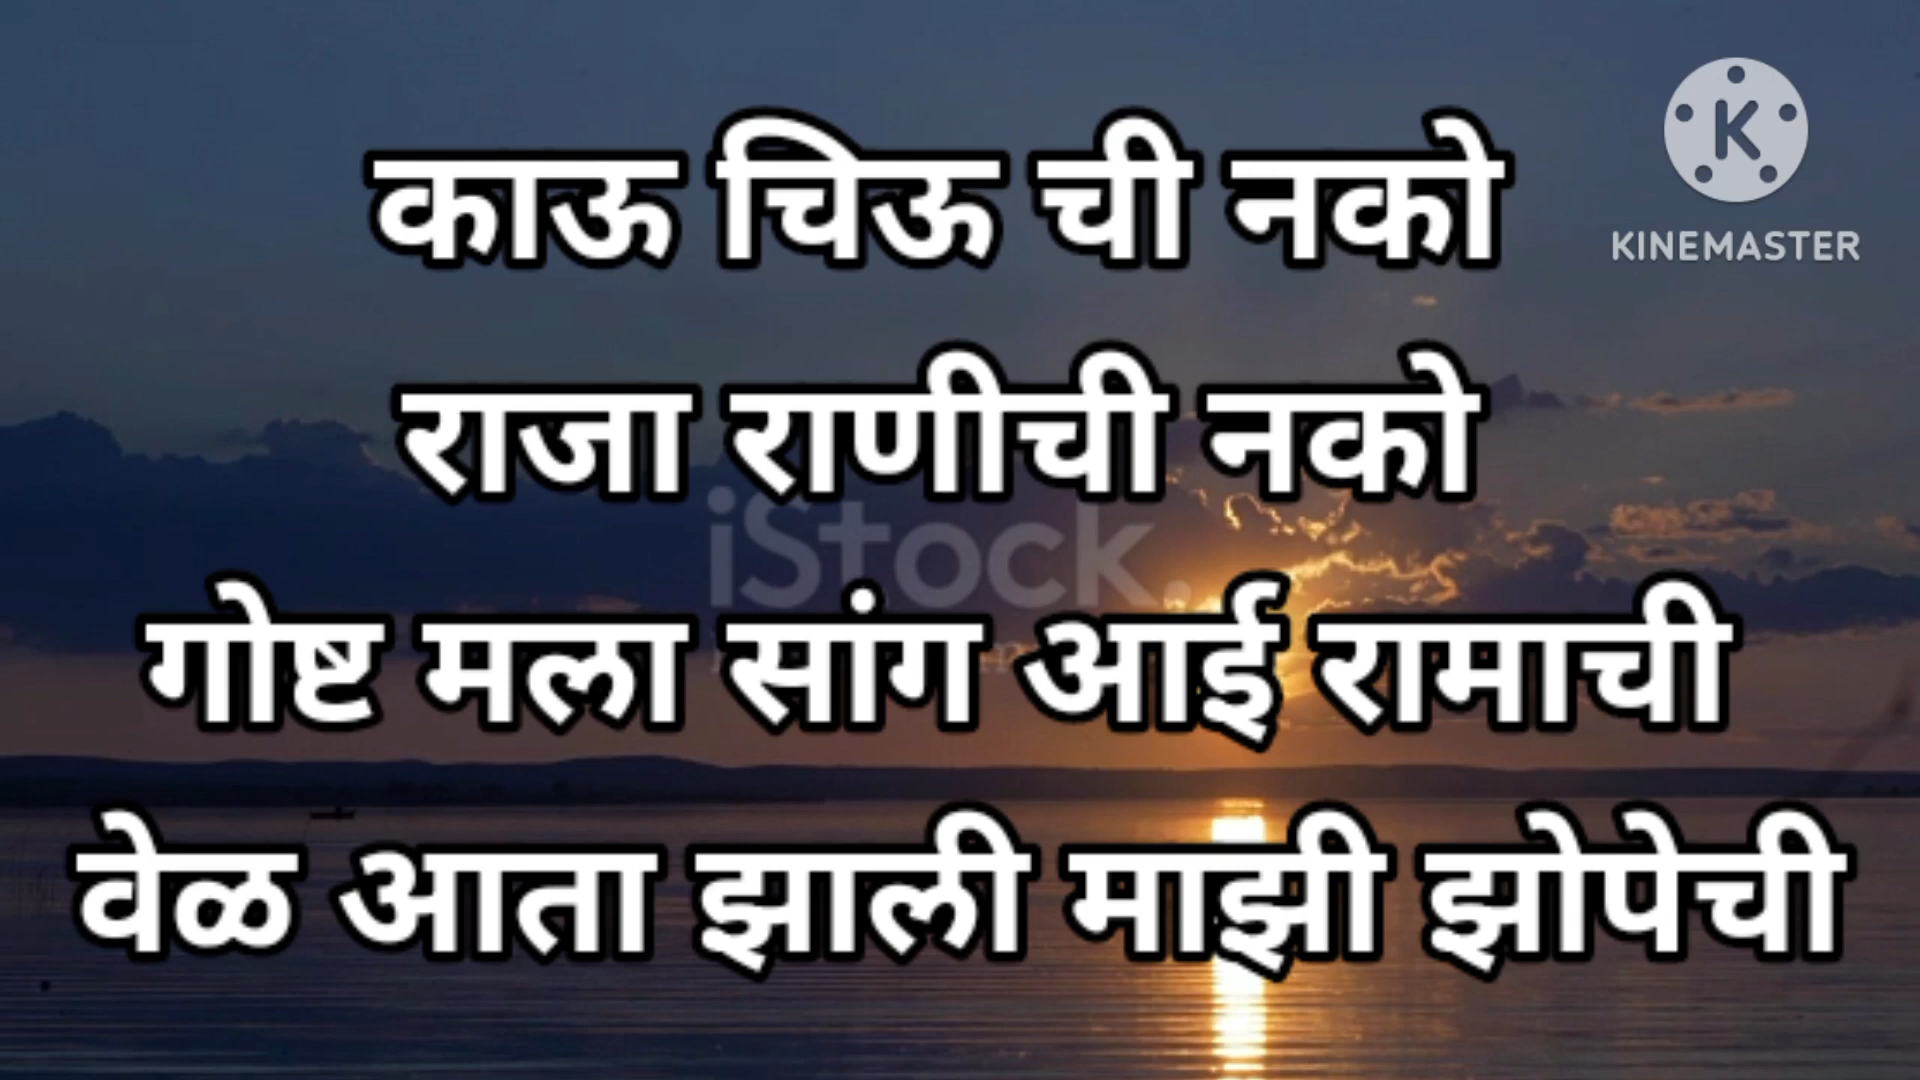 काऊ चिऊ ची नको
KINEMASTER
राजा राणीची नको
iStock.
गोष्ट मला सांग आई रामाची
वेळ आता झाली माझी झोपेची